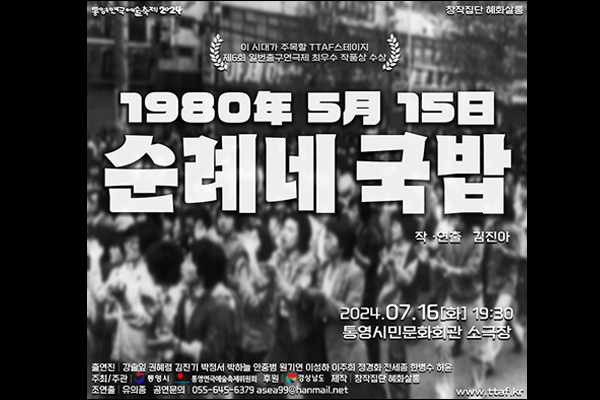 통영연극예술축제2024
창작집단 혜화살롱
이 시대가 주목할 TTAF스테이지
제6회 일번출구연극제 최우수 작품상 수상
1980年 5月 15日
순례네 국밥
작·연출 김진아
2024.07.16[화] 19:30
통영시민문화회관 소극장
출연진 | 강솔잎 권혜령 김진기 박정서 박하늘 안중범 원기연 이성하 이주희 정경화 전세종 한병수 허윤
주최/주관 | 통영시 통영연극예술축제위원회 후원 | 경상남도 제작 | 창작집단 혜화살롱
조연출 | 유의종 공연문의 | 055-645-6379 asea99@hanmail.net
www.ttaf.kr